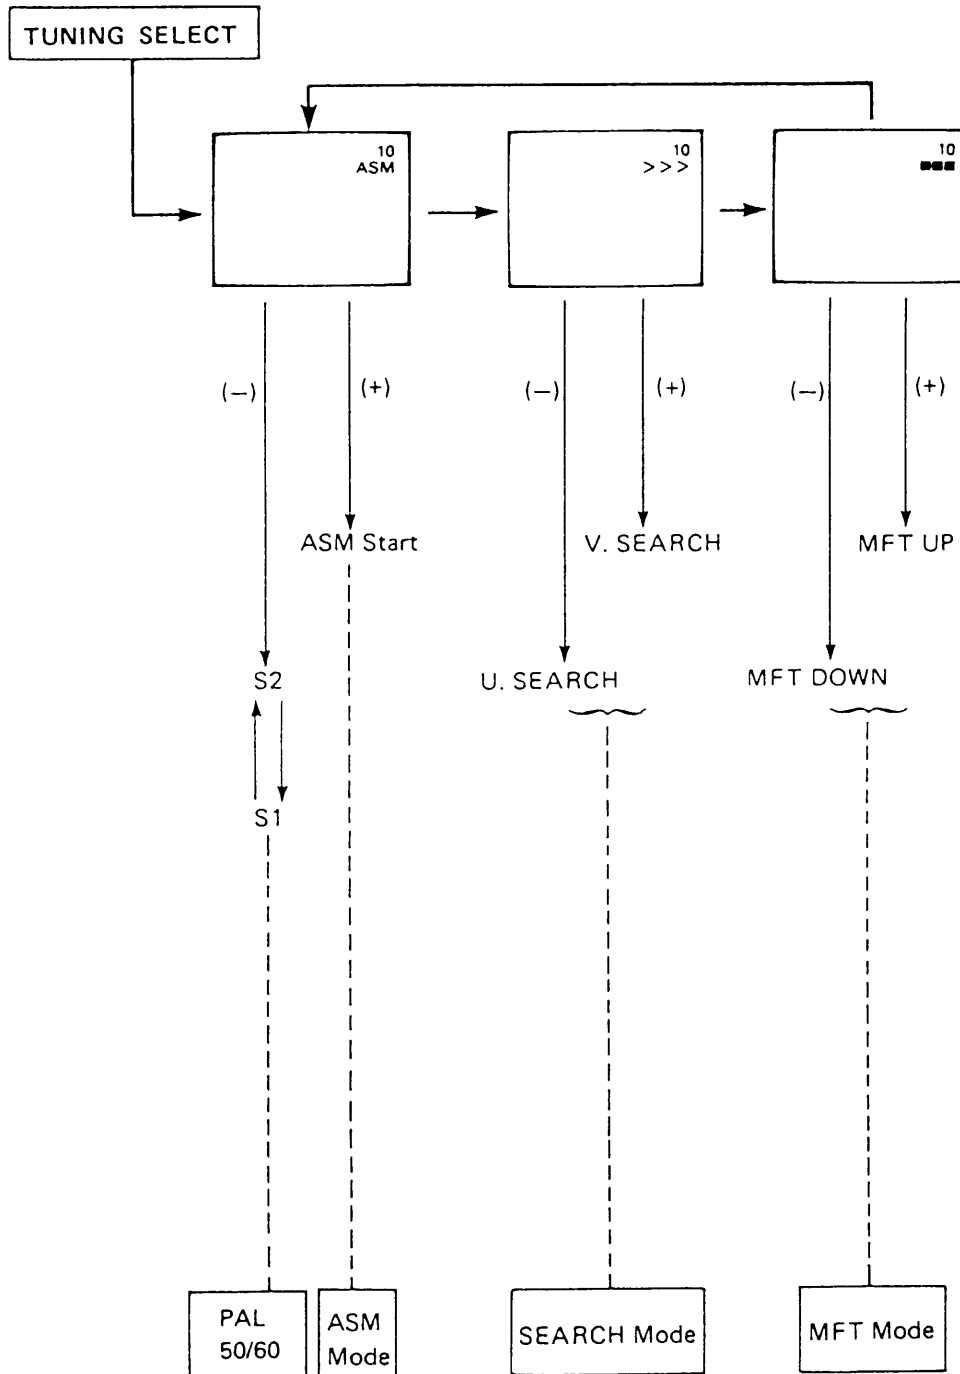 TUNING SELECT
10
ASM
10
>>>
10
(—)
(+)
(—)
(+)
(—)
(+)
ASM Start
V. SEARCH
MFT UP
S2
U. SEARCH
MFT DOWN
S1
PAL
50/60
ASM
Mode
SEARCH Mode
MFT Mode